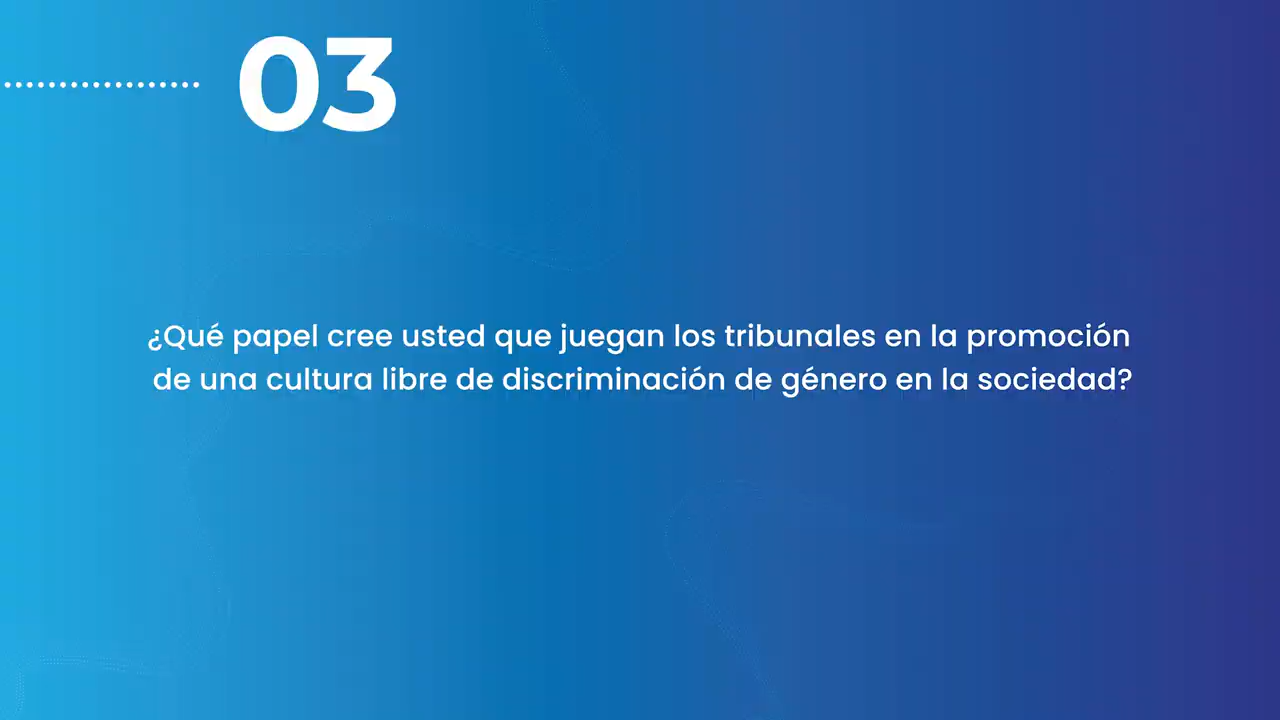 03
¿Qué papel cree usted que juegan los tribunales en la promoción
de una cultura libre de discriminación de género en la sociedad?